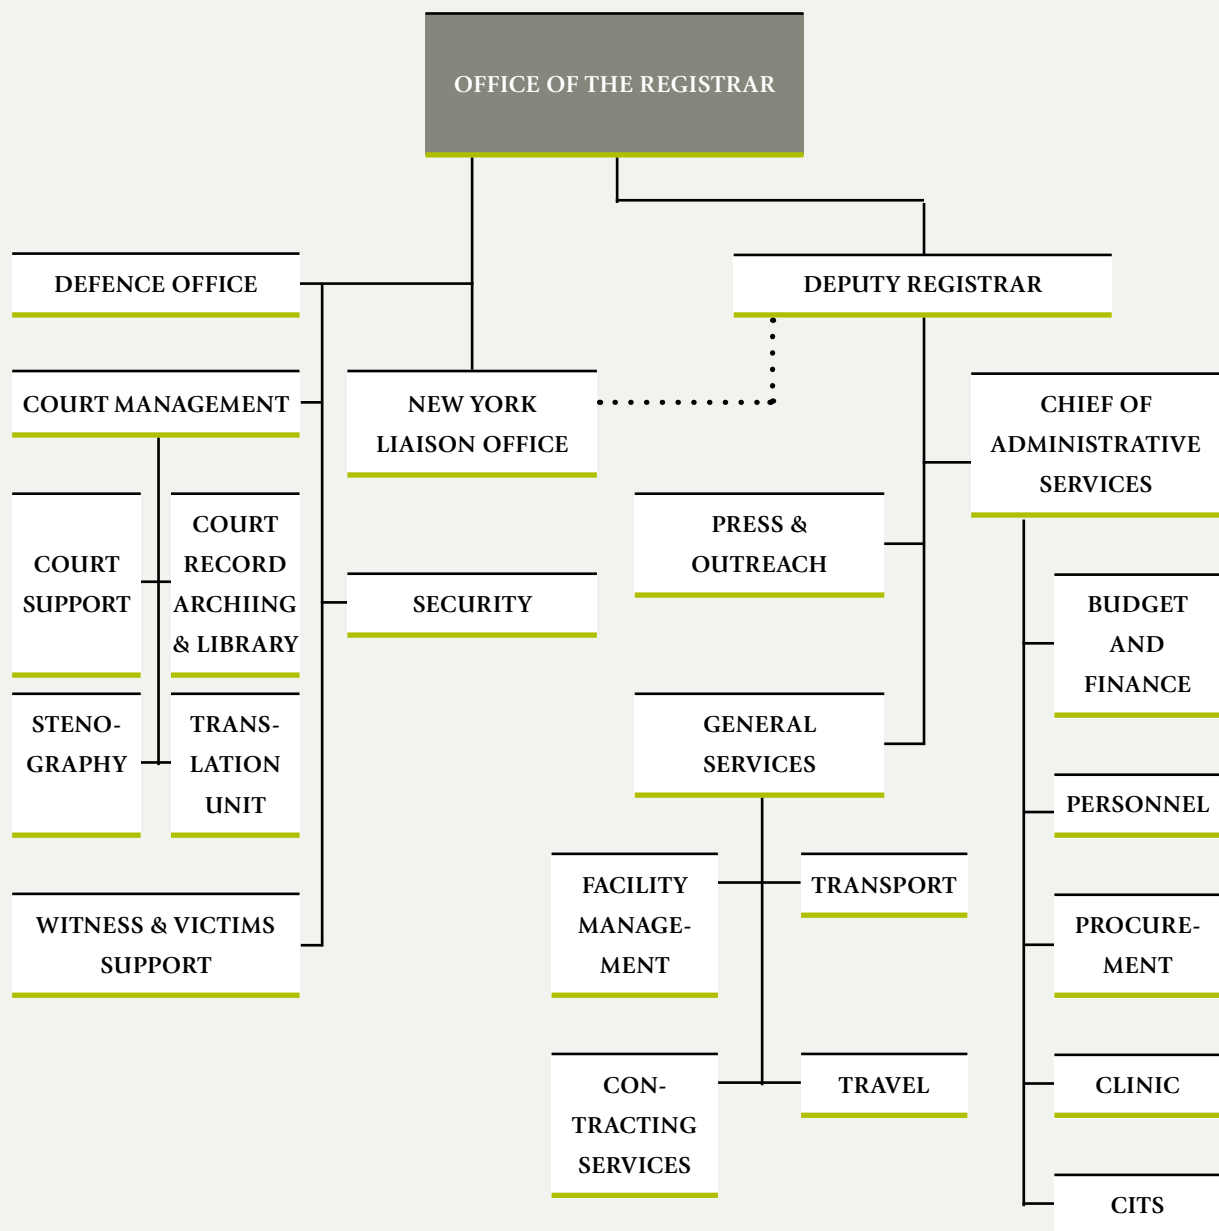 OFFICE OF THE REGISTRAR
DEFENCE OFFICE
DEPUTY REGISTRAR
COURT MANAGEMENT
NEW YORK
LIAISON OFFICE
CHIEF OF
ADMINISTRATIVE
SERVICES
COURT
SUPPORT
COURT
RECORD
ARCHIING
& LIBRARY
PRESS &
OUTREACH
SECURITY
BUDGET
AND
FINANCE
STENO-
GRAPHY
TRANS-
LATION
UNIT
GENERAL
SERVICES
PERSONNEL
FACILITY
MANAGE-
MENT
TRANSPORT
WITNESS & VICTIMS
SUPPORT
PROCURE-
MENT
CON-
TRACTING
SERVICES
TRAVEL
CLINIC
CITS